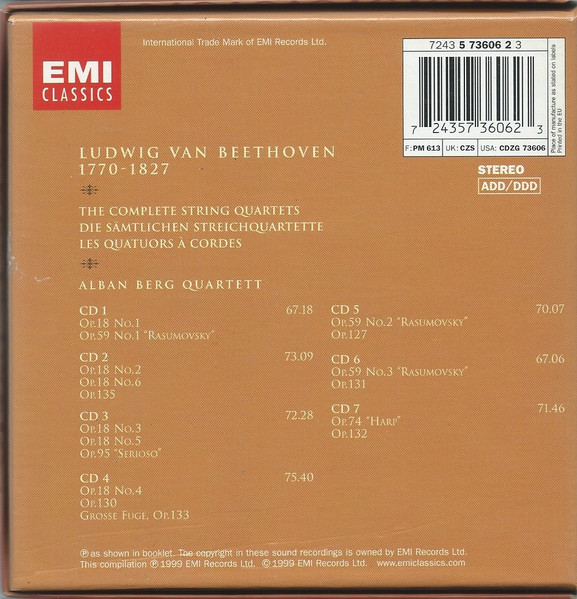 International Trade Mark of EMI Records Ltd.
EMI
CLASSICS
7243 5 73606 2 3
7 24357 36062 3
F: PM 613 UK: CZS USA: CDZG 73606
Place of manufacture as stated on labels
Printed in the EU
STEREO
ADD/DDD
LUDWIG VAN BEETHOVEN
1770-1827
THE COMPLETE STRING QUARTETS
DIE SÄMTLICHEN STREICHQUARTETTE
LES QUATUORS À CORDES
ALBAN BERG QUARTETT
CD 1 67.18
OP.18 NO.1
OP.59 NO.1 "RASUMOVSKY"
CD 2 73.09
OP.18 NO.2
OP.18 NO.6
OP.135
CD 3 72.28
OP.18 NO.3
OP.18 NO.5
OP.95 "SERIOSO"
CD 4 75.40
OP.18 NO.4
OP.130
GROSSE FUGE, OP.133
CD 5 70.07
OP.59 NO.2 "RASUMOVSKY"
OP.127
CD 6 67.06
OP.59 NO.3 "RASUMOVSKY"
OP.131
CD 7 71.46
OP.74 "HARP"
OP.132
℗ as shown in booklet. The copyright in these sound recordings is owned by EMI Records Ltd.
This compilation ℗ 1999 EMI Records Ltd. © 1999 EMI Records Ltd. www.emiclassics.com